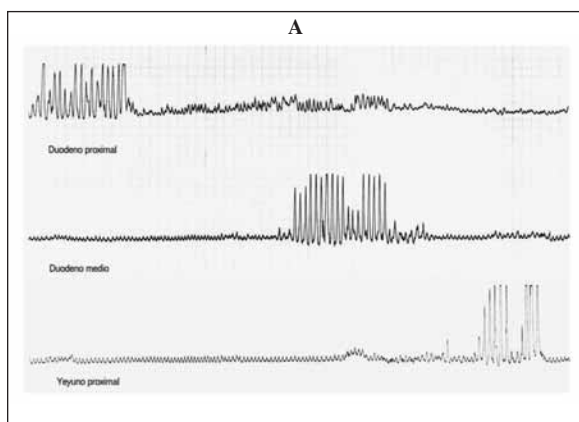 A
Duodeno proximal
Duodeno medio
Yeyuno proximal